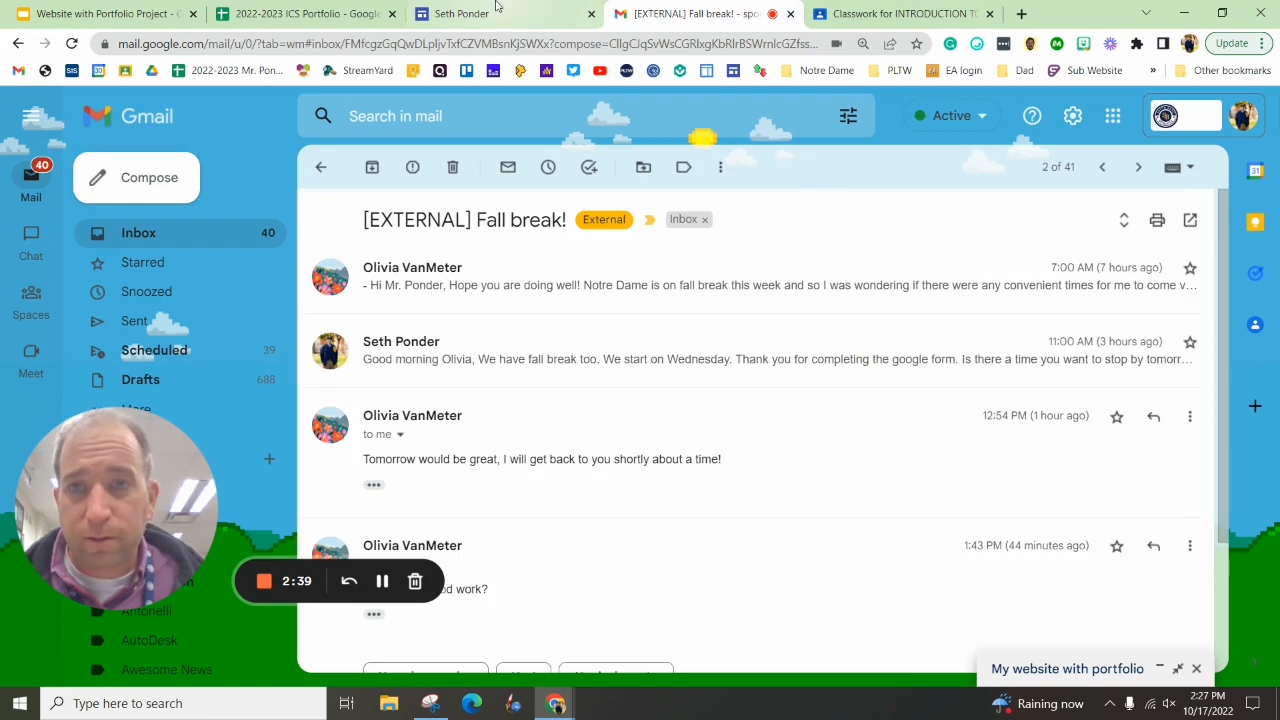 Website with Portfolio Project - G
2022-2023 ICS Portfolio - Google
Seth Ponder
[EXTERNAL] Fall break! - spo
Classwork for INTRODUCTION TO
mail.google.com/mail/u/0/?tab=wm#inbox/
Update
2022-2023 Mr. Pon...
StreamYard
Notre Dame
PLTW
EA login
Dad
Sub Website
Other bookmarks
Gmail
Search in mail
Active
40
Mail
Chat
Spaces
Meet
Compose
Inbox 40
Starred
Snoozed
Sent
Scheduled 39
Drafts 688
More
Antonelli
AutoDesk
Awesome News
2 of 41
[EXTERNAL] Fall break! External Inbox
Olivia VanMeter 7:00 AM (7 hours ago)
- Hi Mr. Ponder, Hope you are doing well! Notre Dame is on fall break this week and so I was wondering if there were any convenient times for me to come v...
Seth Ponder 11:00 AM (3 hours ago)
Good morning Olivia, We have fall break too. We start on Wednesday. Thank you for completing the google form. Is there a time you want to stop by tomorr...
Olivia VanMeter 12:54 PM (1 hour ago)
to me
Tomorrow would be great, I will get back to you shortly about a time!
Olivia VanMeter 1:43 PM (44 minutes ago)
work?
2:39
My website with portfolio
Type here to search
Raining now
2:27 PM
10/17/2022